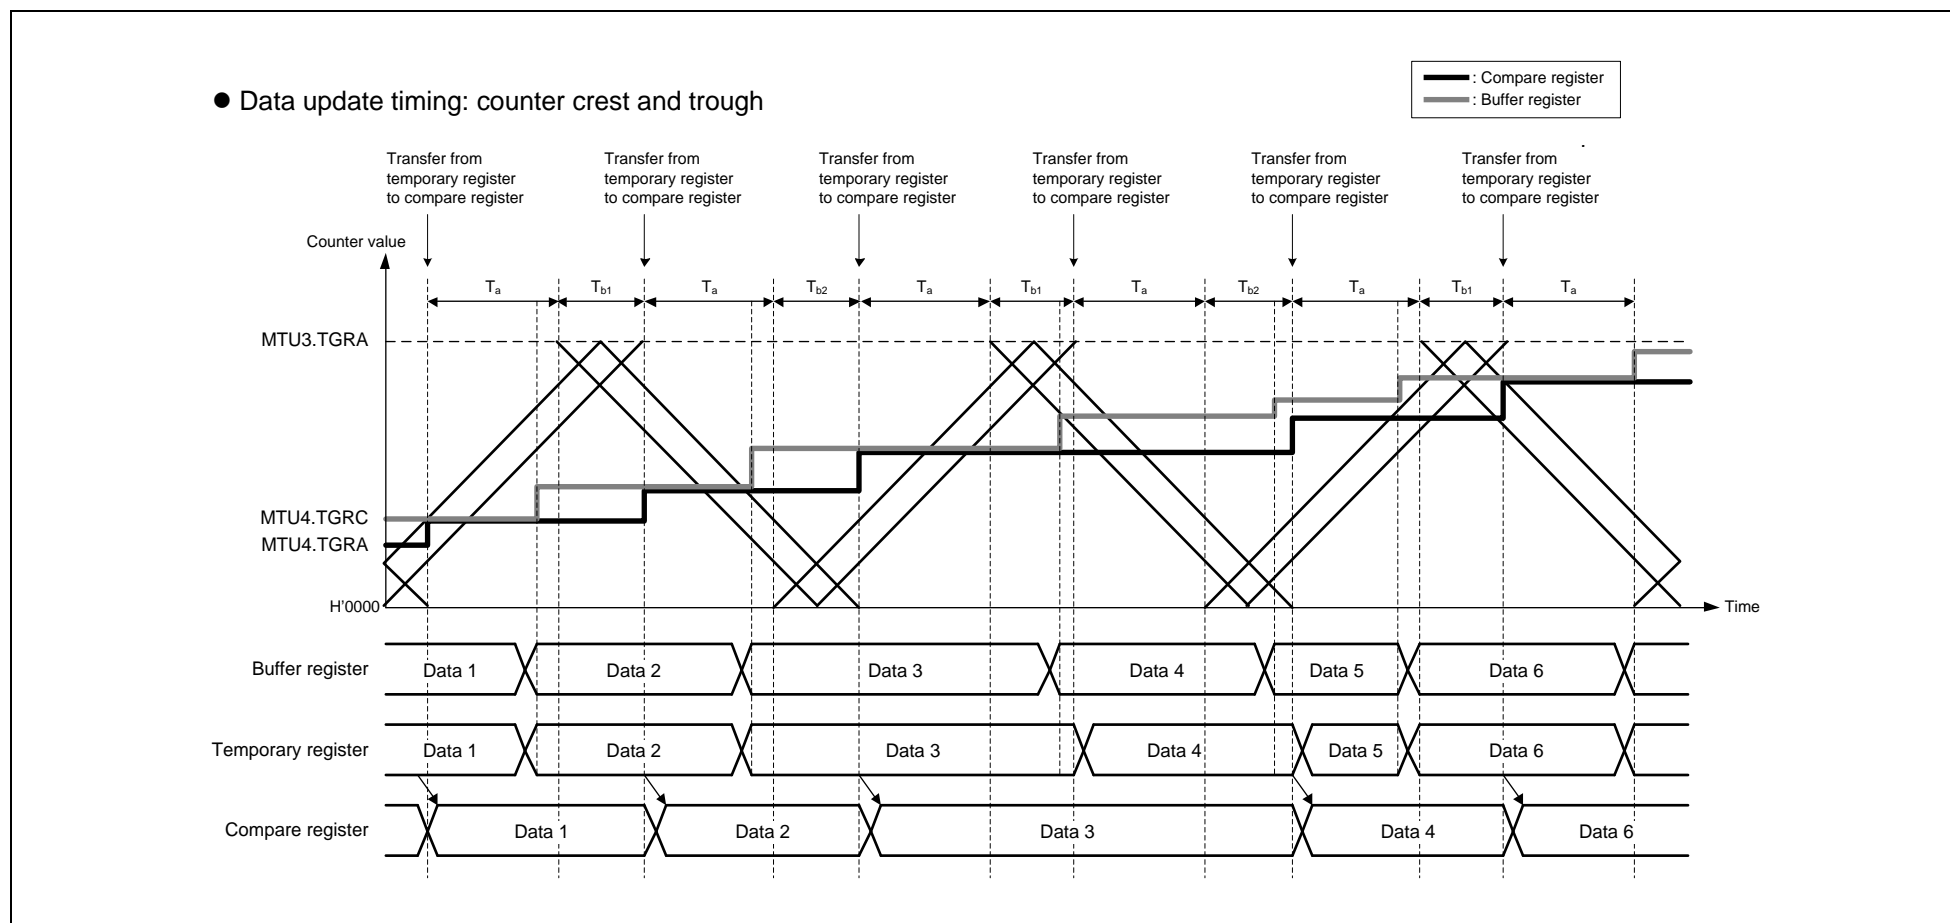 : Compare register
: Buffer register
● Data update timing: counter crest and trough
Transfer from
temporary register
to compare register
Transfer from
temporary register
to compare register
Transfer from
temporary register
to compare register
Transfer from
temporary register
to compare register
Transfer from
temporary register
to compare register
Transfer from
temporary register
to compare register
Counter value
Ta Tb1 Ta Tb2 Ta Tb1 Ta Tb2 Ta Tb1 Ta
MTU3.TGRA
MTU4.TGRC
MTU4.TGRA
H'0000
Time
Buffer register Data 1 Data 2 Data 3 Data 4 Data 5 Data 6
Temporary register Data 1 Data 2 Data 3 Data 4 Data 5 Data 6
Compare register Data 1 Data 2 Data 3 Data 4 Data 6